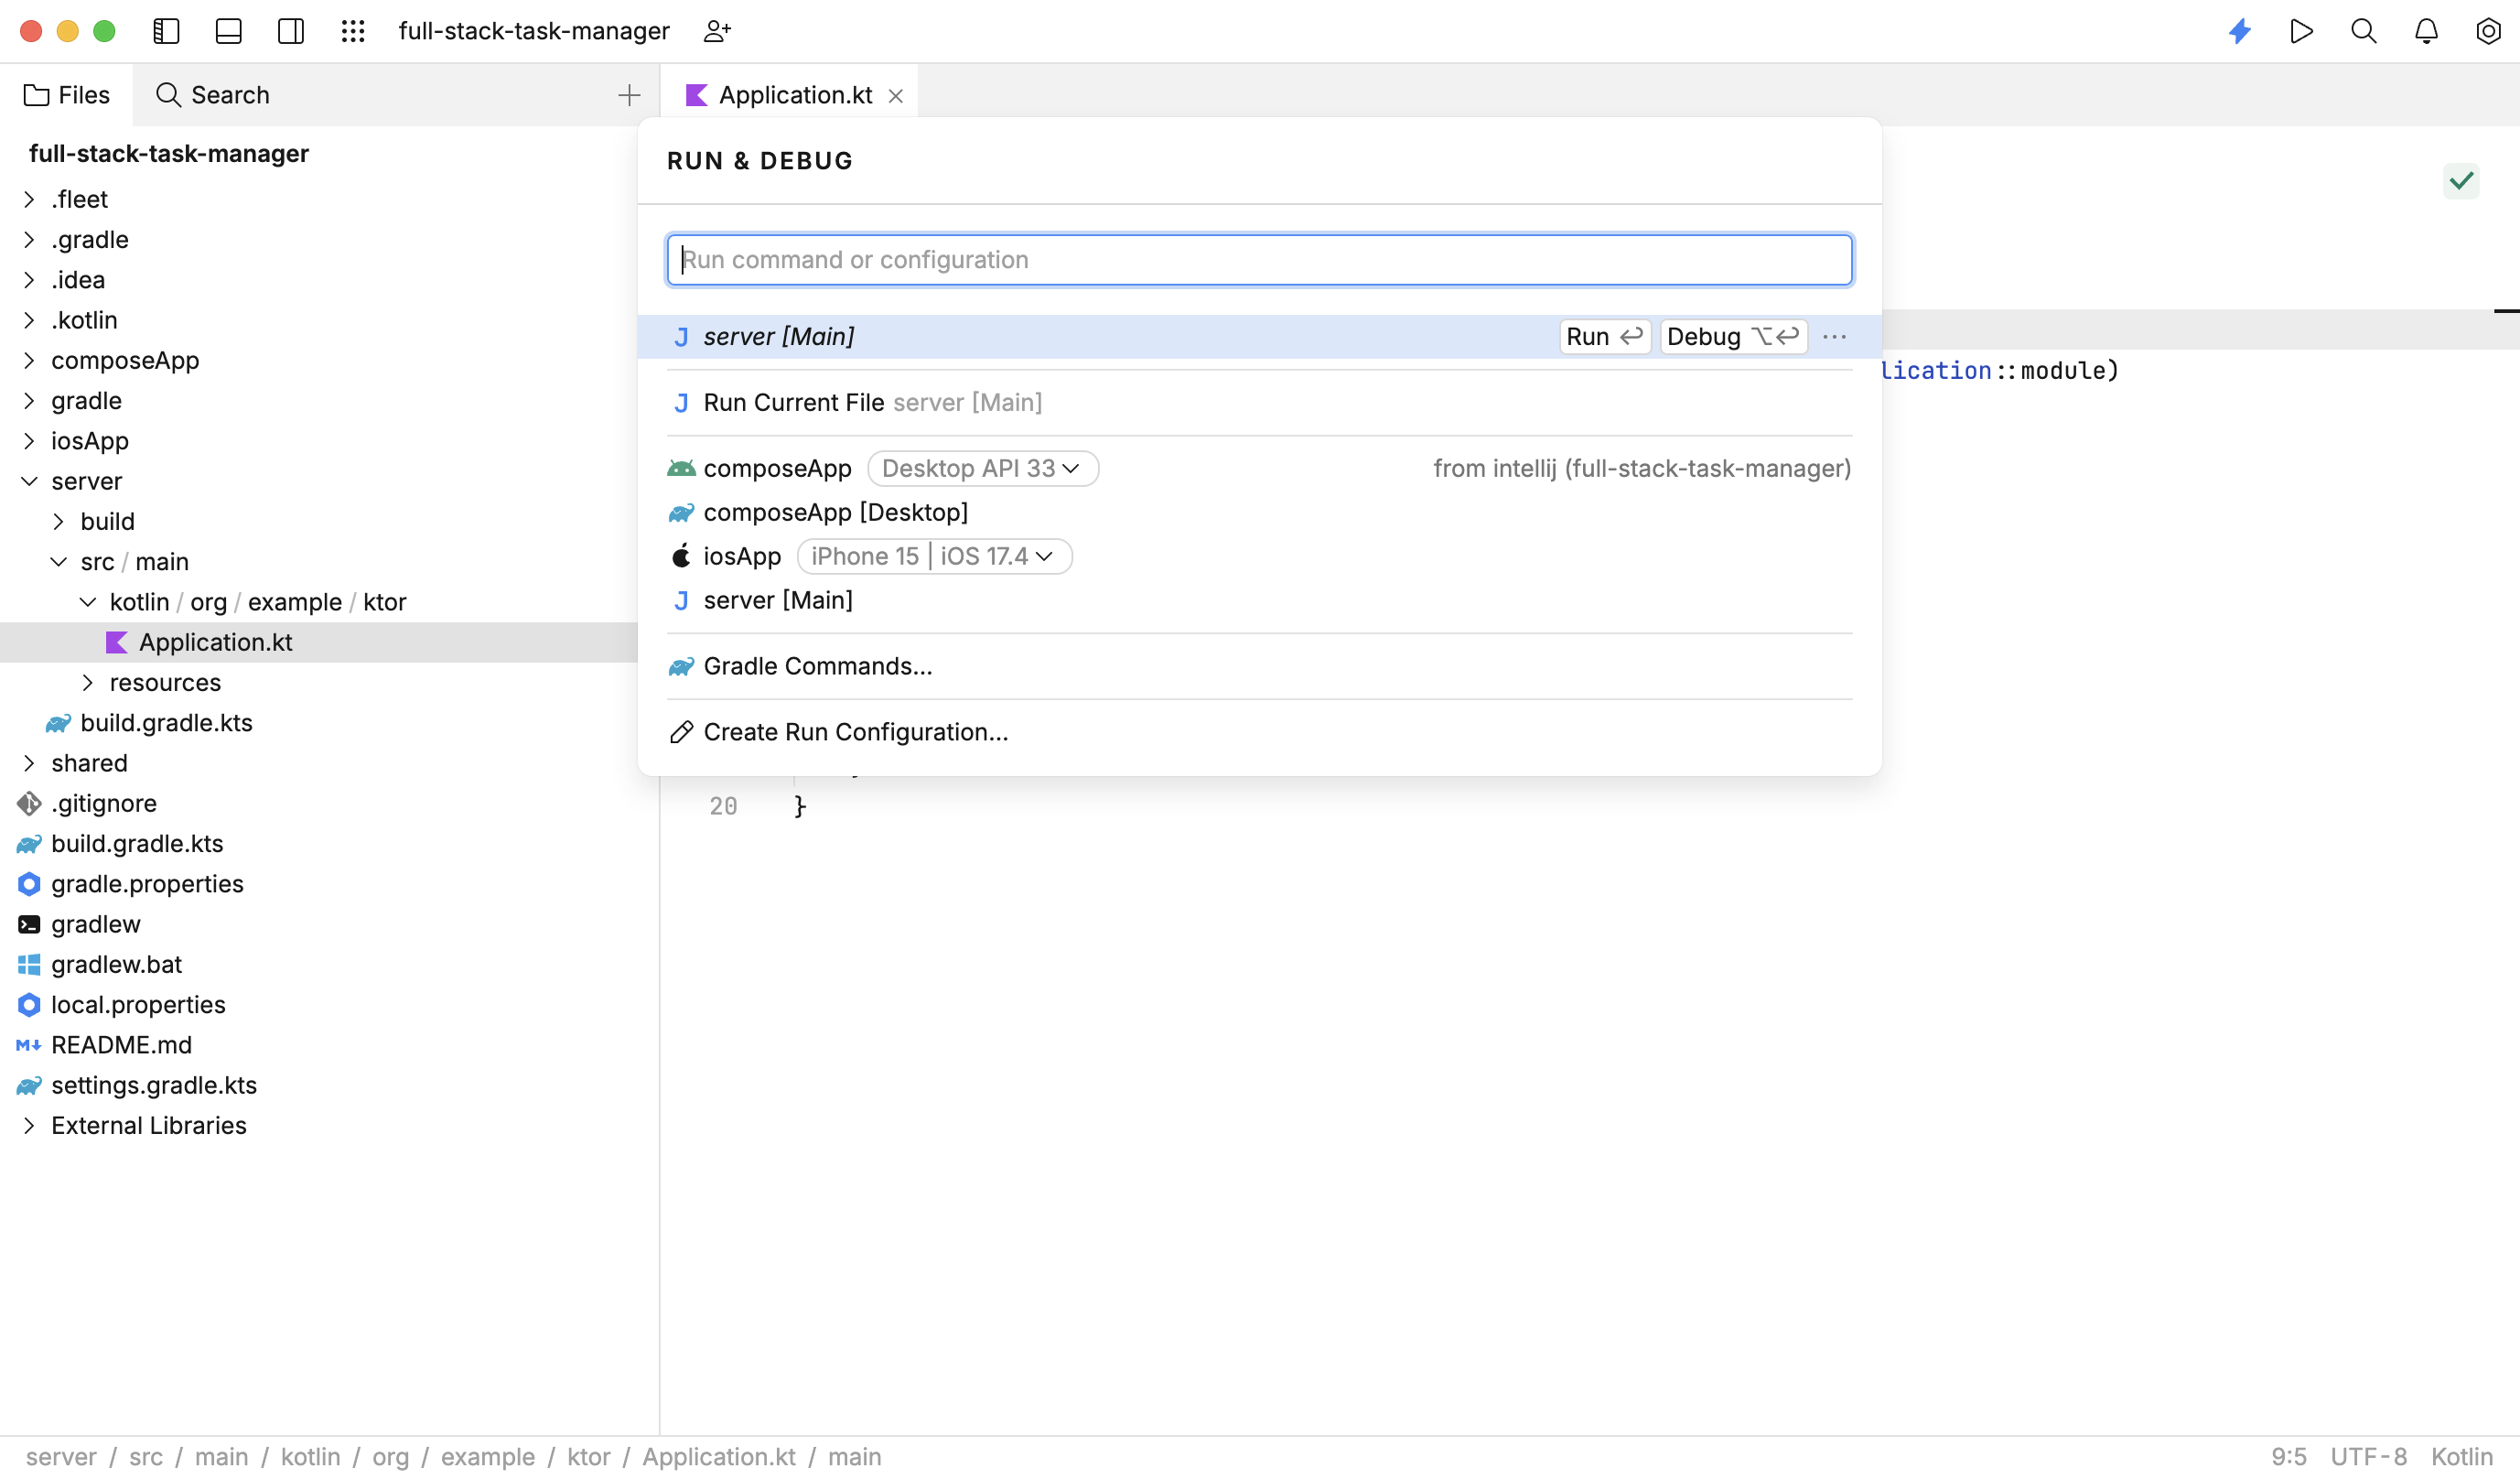 full-stack-task-manager
Files
Search
Application.kt
full-stack-task-manager
.fleet
.gradle
.idea
.kotlin
composeApp
gradle
iosApp
server
build
src / main
kotlin / org / example / ktor
Application.kt
resources
build.gradle.kts
shared
.gitignore
build.gradle.kts
gradle.properties
gradlew
gradlew.bat
local.properties
README.md
settings.gradle.kts
External Libraries
RUN & DEBUG
Run command or configuration
server [Main] Run ↩ Debug ⌥↩ ···
Run Current File server [Main]
composeApp Desktop API 33 from intellij (full-stack-task-manager)
composeApp [Desktop]
iosApp iPhone 15 | iOS 17.4
server [Main]
Gradle Commands...
Create Run Configuration...
lication::module)
20 }
server / src / main / kotlin / org / example / ktor / Application.kt / main
9:5 UTF-8 Kotlin